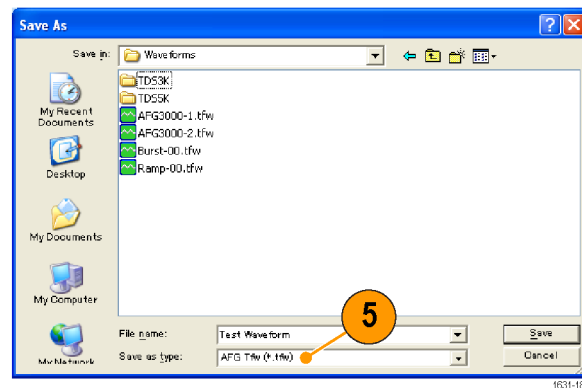 Save As
Save in:
Waveforms
TDS3K
TDS5K
AFG3000-1.tfw
AFG3000-2.tfw
Burst-00.tfw
Ramp-00.tfw
My Recent
Documents
Desktop
My Documents
My Computer
My Network
5
File name:
Test Waveform
Save
Save as type:
AFG Tfw (*.tfw)
Cancel
1631-18